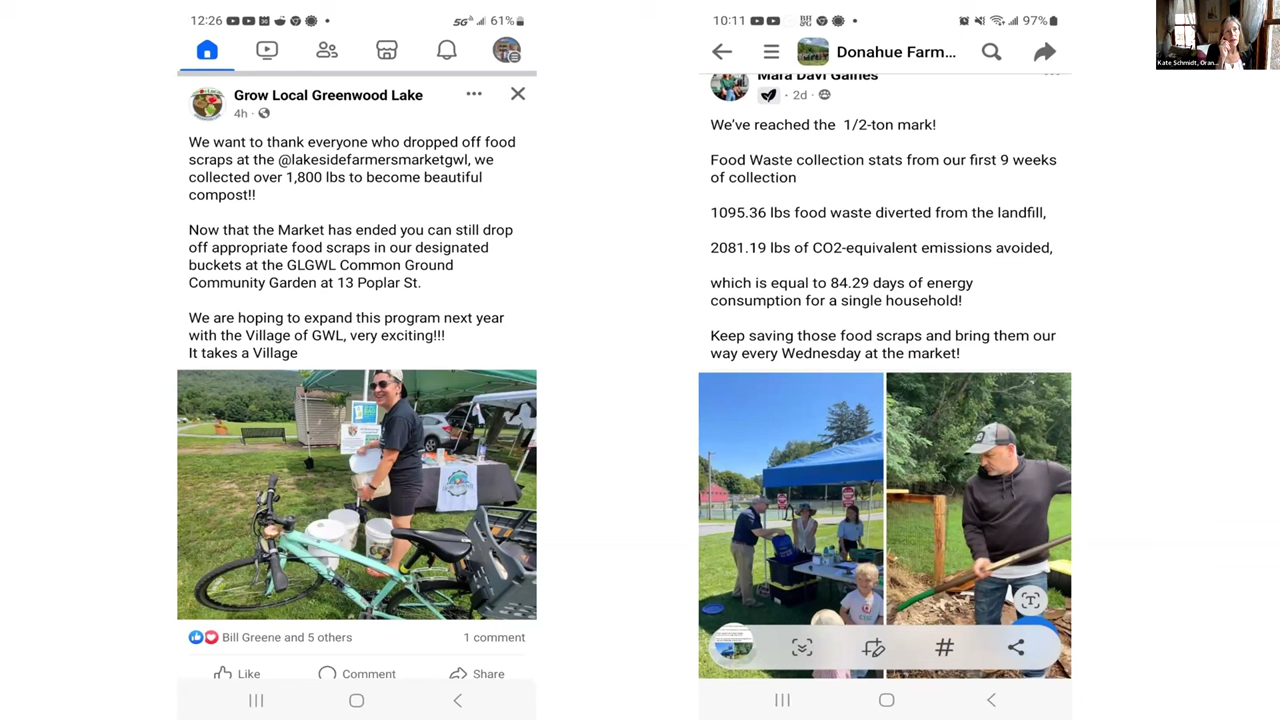 12:26
5G
61%
Grow Local Greenwood Lake
4h
We want to thank everyone who dropped off food
scraps at the @lakesidefarmersmarketgwl, we
collected over 1,800 lbs to become beautiful
compost!!
Now that the Market has ended you can still drop
off appropriate food scraps in our designated
buckets at the GLGWL Common Ground
Community Garden at 13 Poplar St.
We are hoping to expand this program next year
with the Village of GWL, very exciting!!!
It takes a Village
Bill Greene and 5 others
1 comment
Like
Comment
Share
10:11
97%
Donahue Farm...
Mara Davi Gaines
2d
We've reached the 1/2-ton mark!
Food Waste collection stats from our first 9 weeks
of collection
1095.36 lbs food waste diverted from the landfill,
2081.19 lbs of CO2-equivalent emissions avoided,
which is equal to 84.29 days of energy
consumption for a single household!
Keep saving those food scraps and bring them our
way every Wednesday at the market!
T
#
Kate Schmidt, Oran...